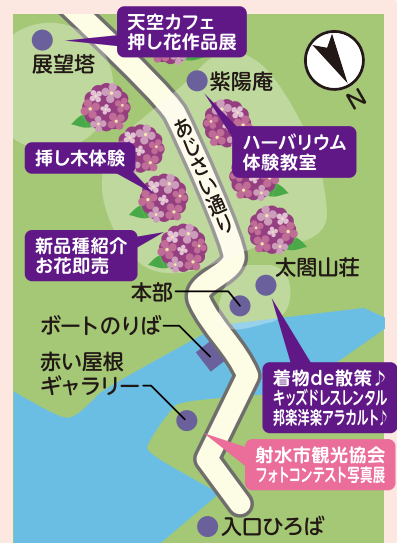 天空カフェ
押し花作品展
展望塔
紫陽庵
N
ハーバリウム
体験教室
あじさい通り
挿し木体験
新品種紹介
お花即売
太閤山荘
本部
ボートのりば
赤い屋根
ギャラリー
着物de散策♪
キッズドレスレンタル
邦楽洋楽アラカルト♪
射水市観光協会
フォトコンテスト写真展
入口ひろば